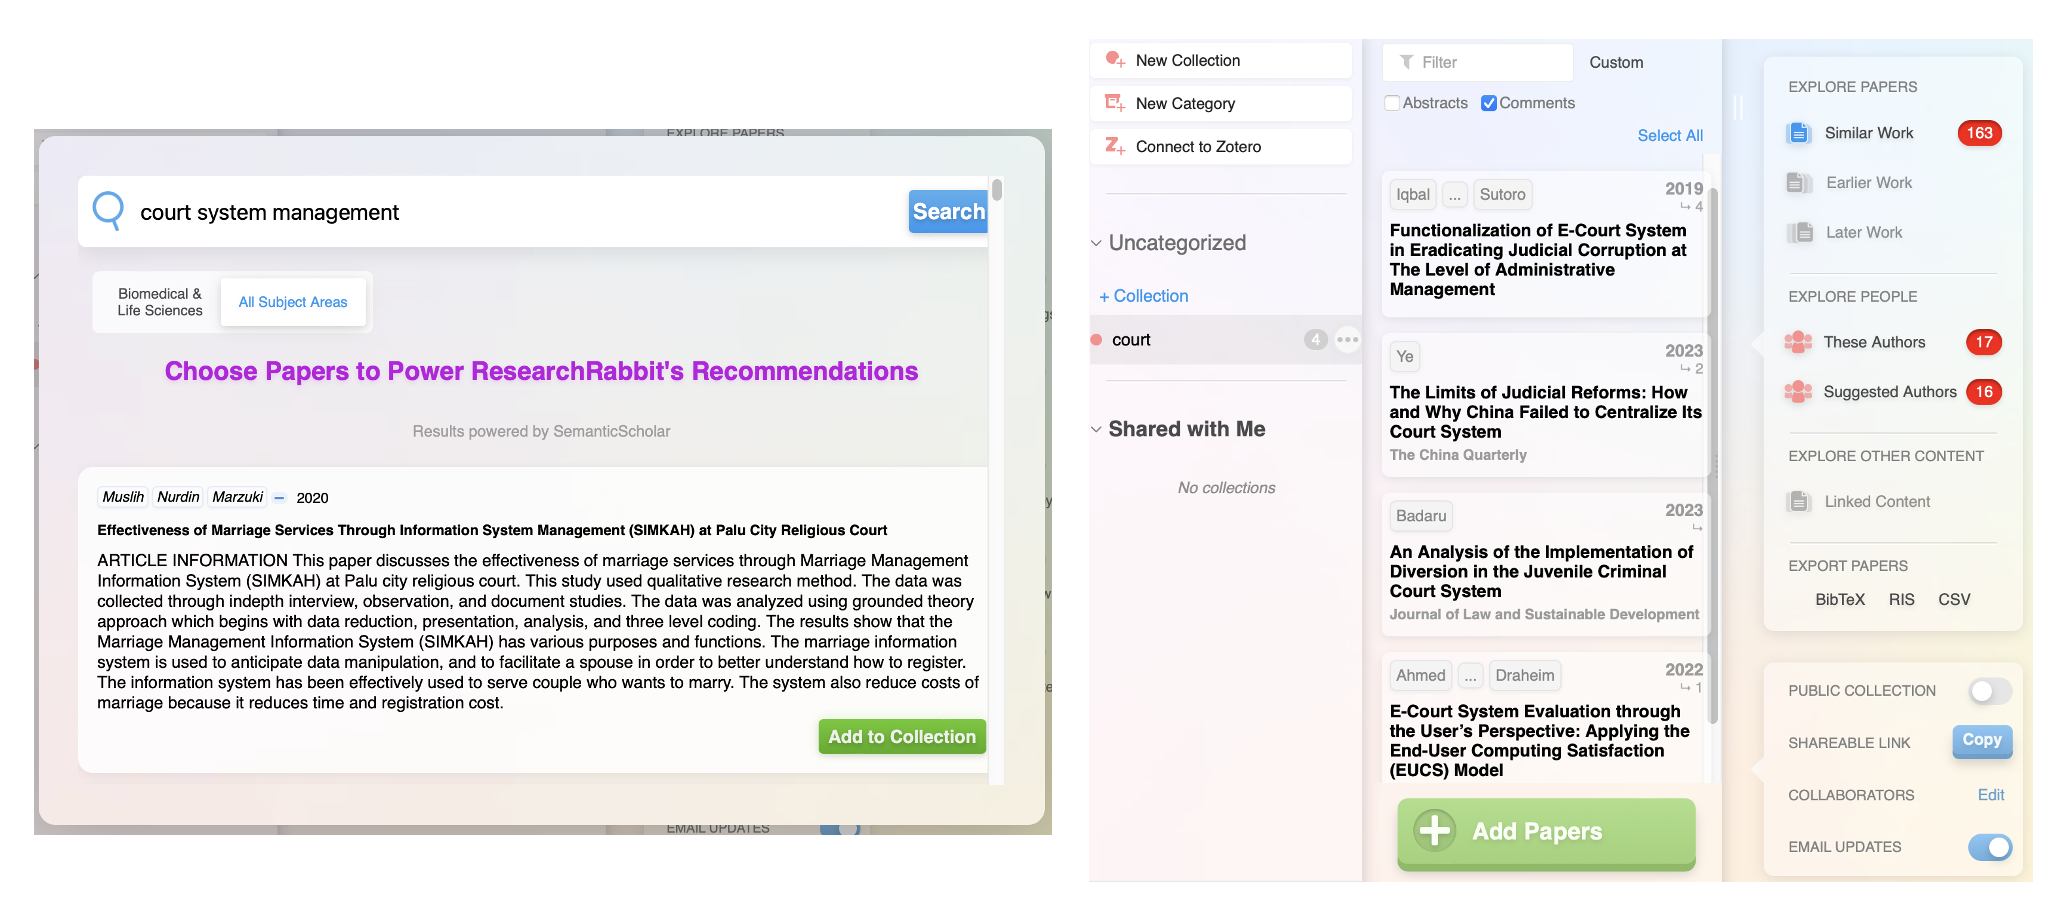 EXPLORE PAPERS
court system management
Search
Biomedical &
Life Sciences
All Subject Areas
Choose Papers to Power ResearchRabbit's Recommendations
Results powered by SemanticScholar
Muslih Nurdin Marzuki – 2020
Effectiveness of Marriage Services Through Information System Management (SIMKAH) at Palu City Religious Court
ARTICLE INFORMATION This paper discusses the effectiveness of marriage services through Marriage Management
Information System (SIMKAH) at Palu city religious court. This study used qualitative research method. The data was
collected through indepth interview, observation, and document studies. The data was analyzed using grounded theory
approach which begins with data reduction, presentation, analysis, and three level coding. The results show that the
Marriage Management Information System (SIMKAH) has various purposes and functions. The marriage information
system is used to anticipate data manipulation, and to facilitate a spouse in order to better understand how to register.
The information system has been effectively used to serve couple who wants to marry. The system also reduce costs of
marriage because it reduces time and registration cost.
Add to Collection
EMAIL UPDATES
New Collection
New Category
Connect to Zotero
Uncategorized
+ Collection
court 4 •••
Shared with Me
No collections
Filter Custom
Abstracts Comments
Select All
Iqbal ... Sutoro 2019
4
Functionalization of E-Court System
in Eradicating Judicial Corruption at
The Level of Administrative
Management
Ye 2023
2
The Limits of Judicial Reforms: How
and Why China Failed to Centralize Its
Court System
The China Quarterly
Badaru 2023
An Analysis of the Implementation of
Diversion in the Juvenile Criminal
Court System
Journal of Law and Sustainable Development
Ahmed ... Draheim 2022
1
E-Court System Evaluation through
the User’s Perspective: Applying the
End-User Computing Satisfaction
(EUCS) Model
Add Papers
EXPLORE PAPERS
Similar Work 163
Earlier Work
Later Work
EXPLORE PEOPLE
These Authors 17
Suggested Authors 16
EXPLORE OTHER CONTENT
Linked Content
EXPORT PAPERS
BibTeX RIS CSV
PUBLIC COLLECTION
SHAREABLE LINK Copy
COLLABORATORS Edit
EMAIL UPDATES